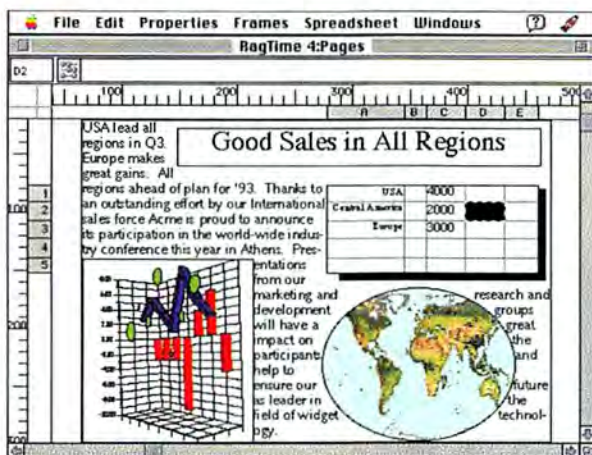 File Edit Properties Frames Spreadsheet Windows
RagTime 4:Pages
D2
100 200 300 400 500
A B C D E
USA lead all
regions in Q3.
Europe makes
great gains. All
Good Sales in All Regions
regions ahead of plan for '93. Thanks to
an outstanding effort by our International
sales force Acme is proud to announce
its participation in the world-wide indus-
try conference this year in Athens. Pres-
1
2
3
4
5
USA 4000
Central America 2000
Europe 3000
100
200
entations
from our
marketing and research and
development groups
will have a great
impact on the
participants and
help to
ensure our future
as leader in the
field of widget technol-
ogy.